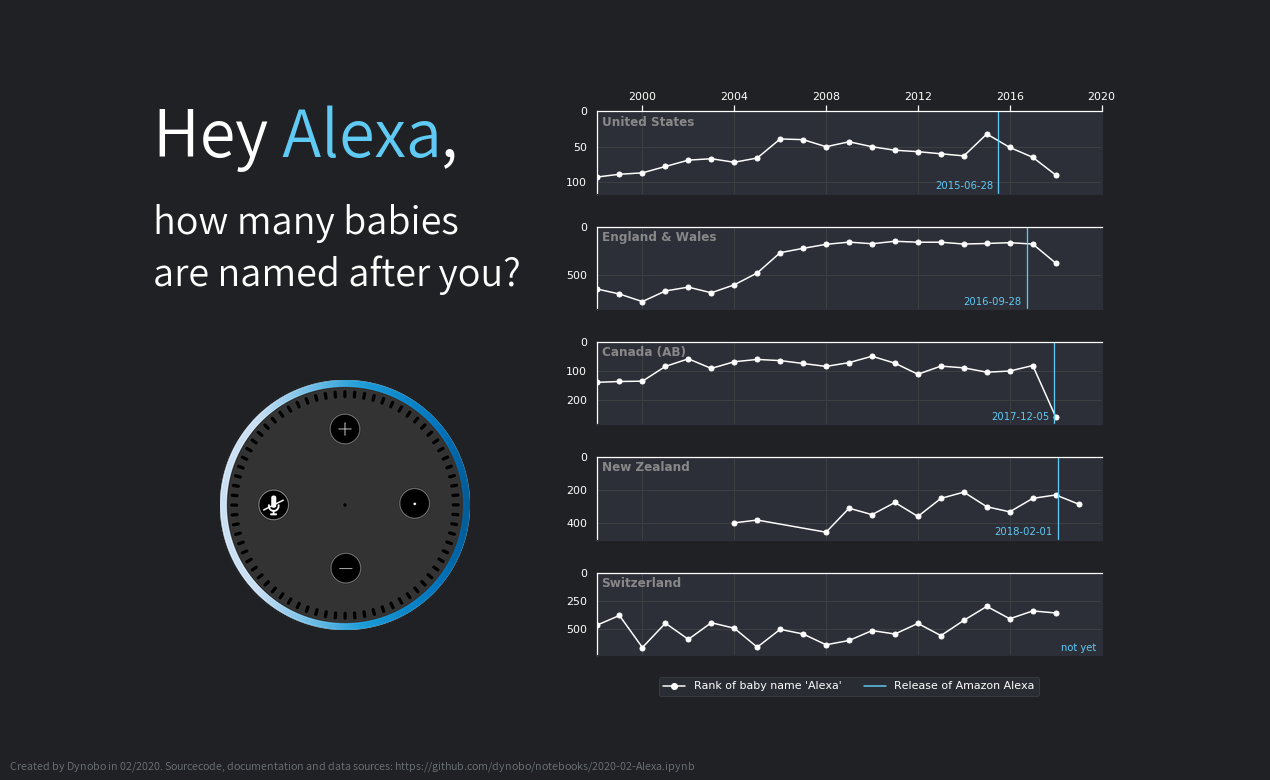 Hey Alexa,
how many babies
are named after you?
2000 2004 2008 2012 2016 2020
0
United States
50
100
2015-06-28
0
England & Wales
500
2016-09-28
0
Canada (AB)
100
200
2017-12-05
0
New Zealand
200
400
2018-02-01
0
Switzerland
250
500
not yet
Rank of baby name 'Alexa' Release of Amazon Alexa
Created by Dynobo in 02/2020. Sourcecode, documentation and data sources: https://github.com/dynobo/notebooks/2020-02-Alexa.ipynb